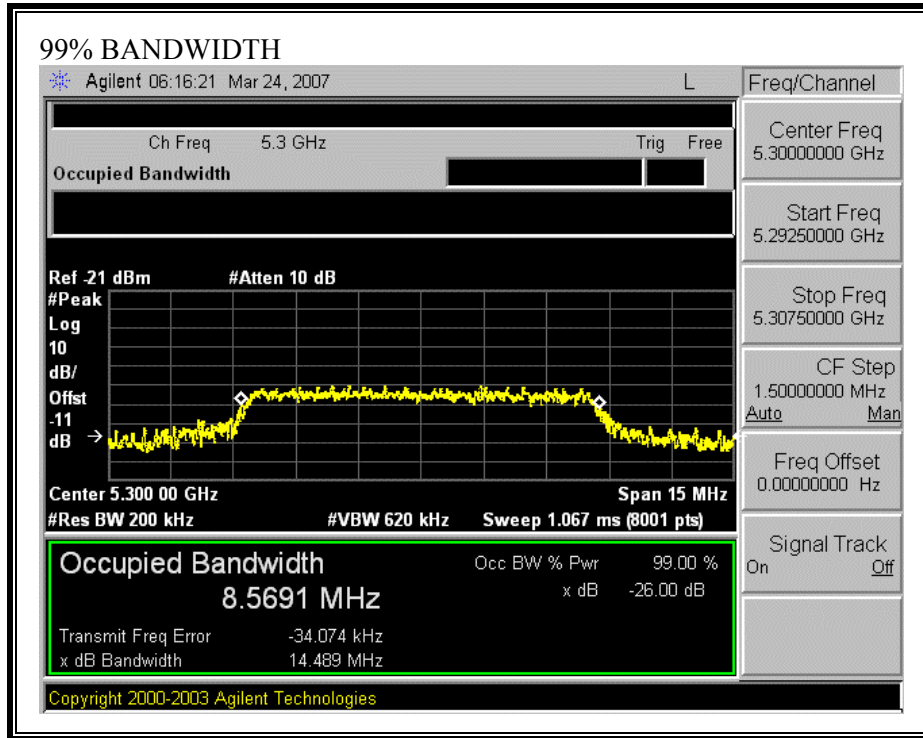 99% BANDWIDTH
Agilent 06:16:21 Mar 24, 2007 L
Ch Freq 5.3 GHz Trig Free
Occupied Bandwidth
Ref -21 dBm #Atten 10 dB
#Peak
Log
10
dB/
Offst
-11
dB
Center 5.300 00 GHz Span 15 MHz
#Res BW 200 kHz #VBW 620 kHz Sweep 1.067 ms (8001 pts)
Occupied Bandwidth
8.5691 MHz
Occ BW % Pwr 99.00 %
x dB -26.00 dB
Transmit Freq Error -34.074 kHz
x dB Bandwidth 14.489 MHz
Copyright 2000-2003 Agilent Technologies
Freq/Channel
Center Freq
5.30000000 GHz
Start Freq
5.29250000 GHz
Stop Freq
5.30750000 GHz
CF Step
1.50000000 MHz
Auto Man
Freq Offset
0.00000000 Hz
Signal Track
On Off